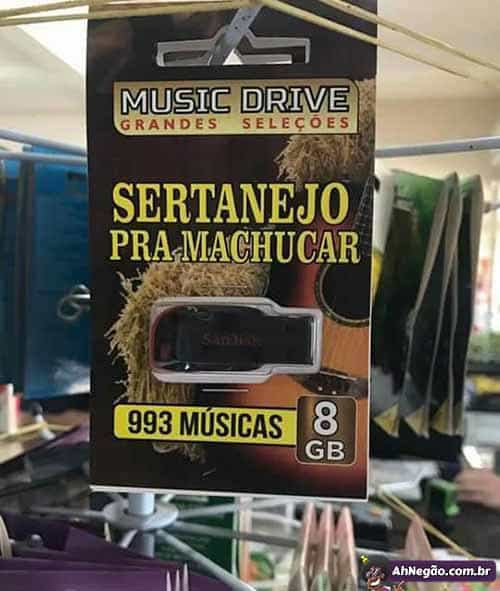 MUSIC DRIVE
GRANDES SELEÇÕES
SERTANEJO
PRA MACHUCAR
SanDisk
993 MÚSICAS
8
GB
AhNegão.com.br